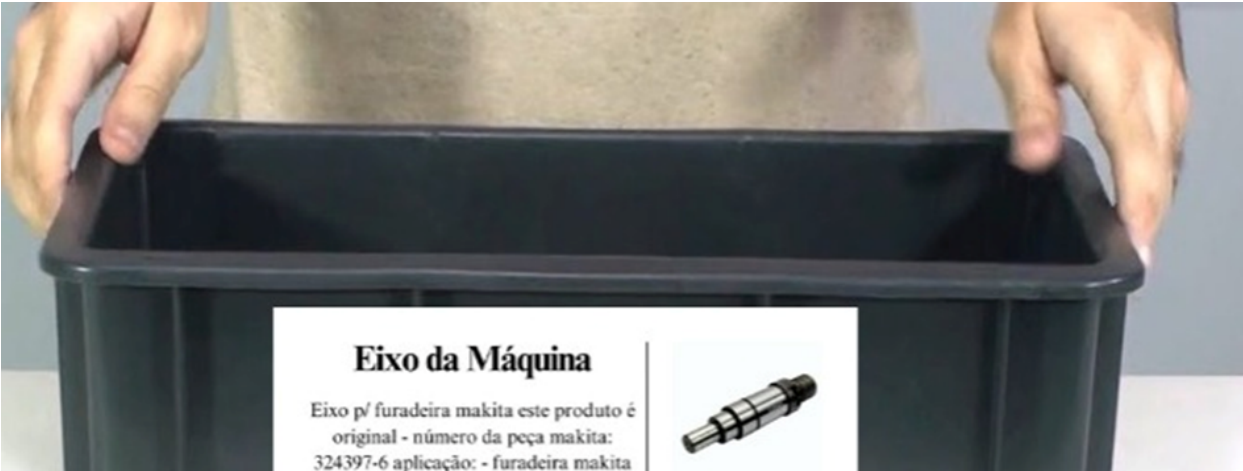 Eixo da Máquina
Eixo p/ furadeira makita este produto é
original - número da peça makita:
324397-6 aplicação: - furadeira makita